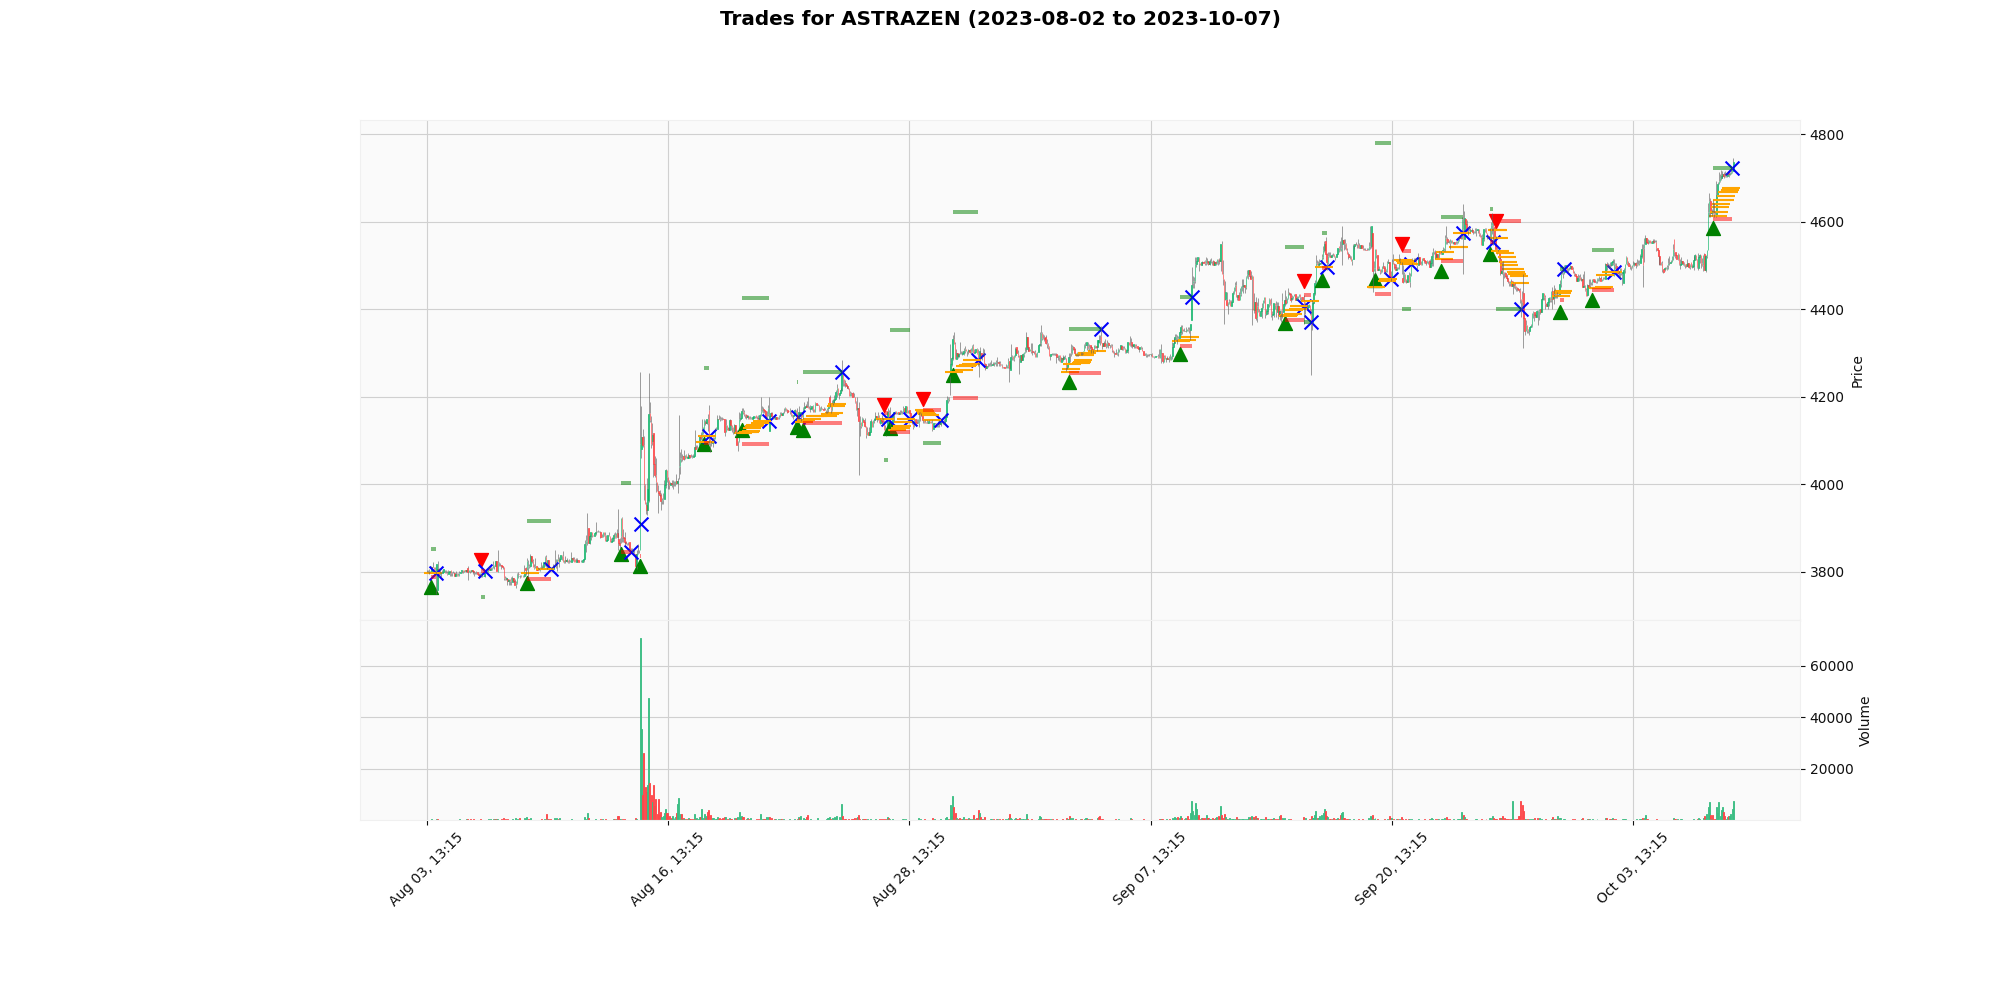 Trades for ASTRAZEN (2023-08-02 to 2023-10-07)
4800
4600
4400
4200
4000
3800
Price
60000
40000
20000
Volume
Aug 03, 13:15
Aug 16, 13:15
Aug 28, 13:15
Sep 07, 13:15
Sep 20, 13:15
Oct 03, 13:15